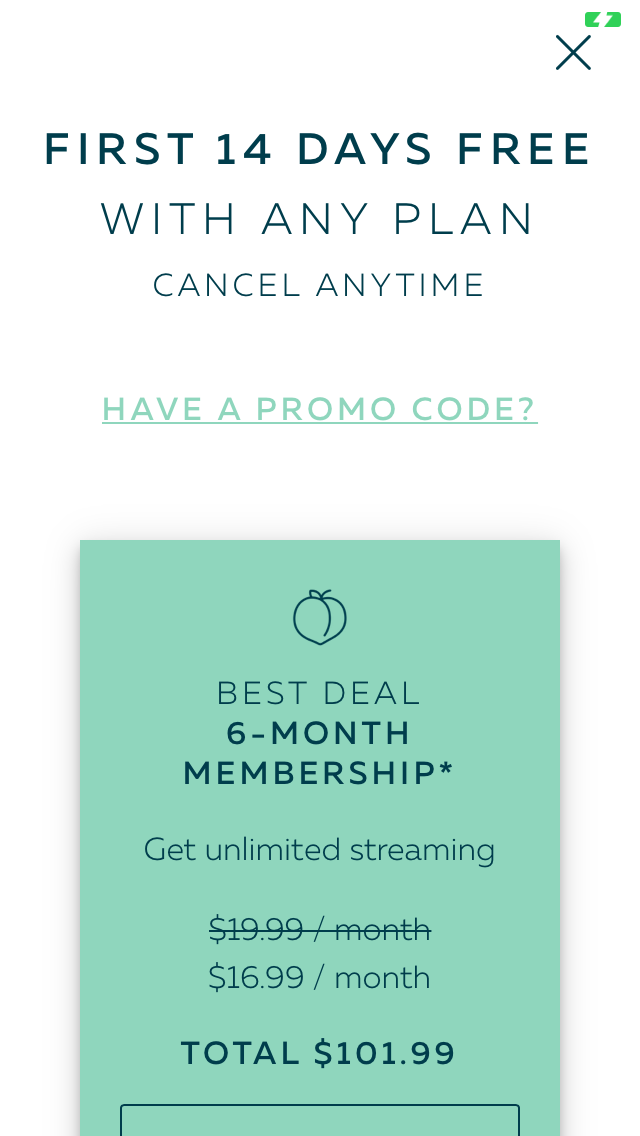 FIRST 14 DAYS FREE
WITH ANY PLAN
CANCEL ANYTIME
HAVE A PROMO CODE?
BEST DEAL
6-MONTH
MEMBERSHIP*
Get unlimited streaming
$19.99 / month
$16.99 / month
TOTAL $101.99